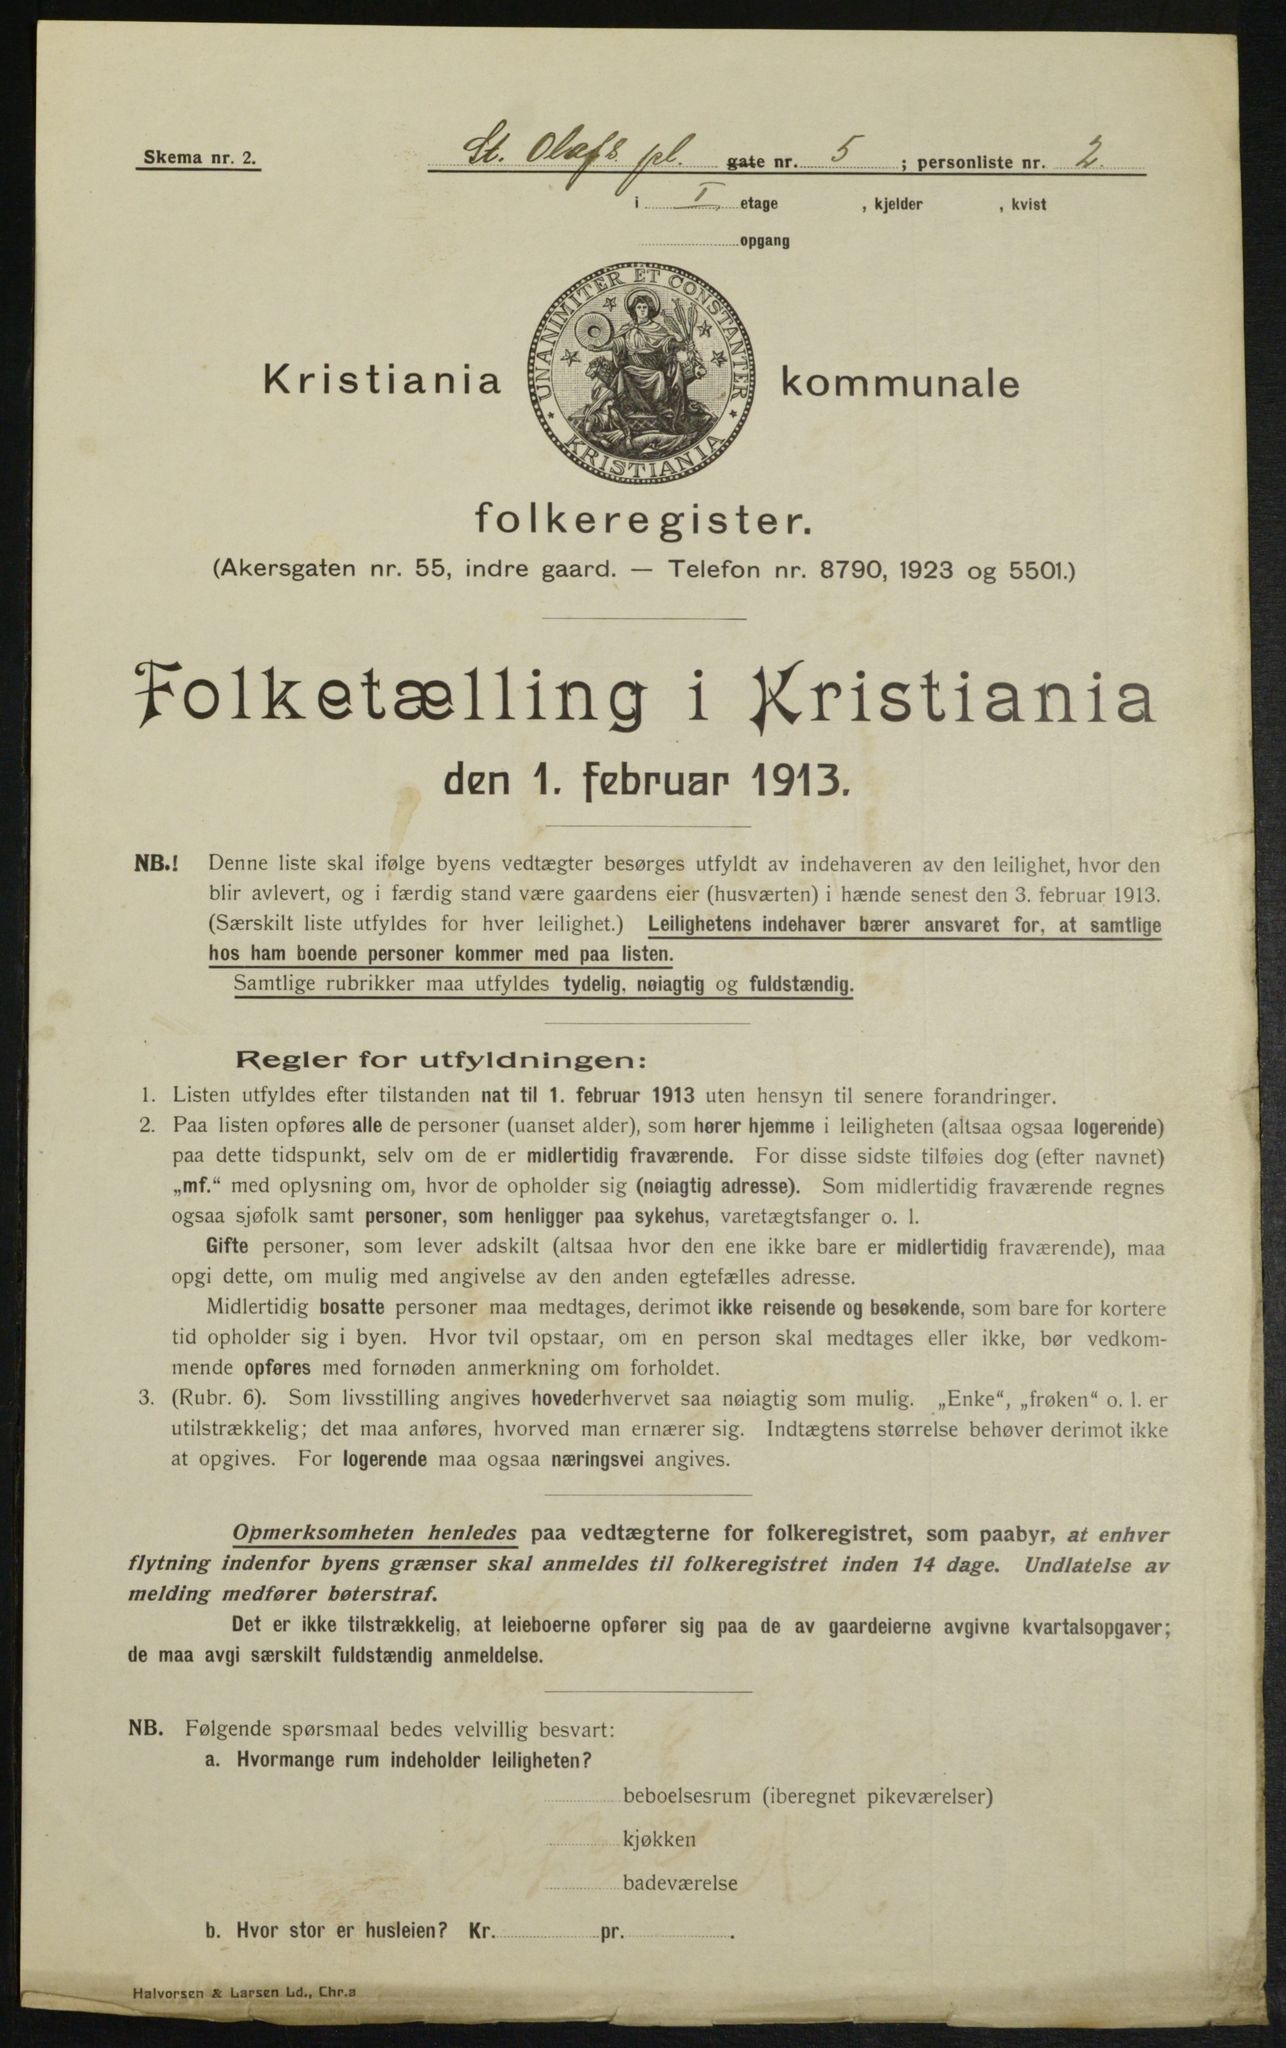 Skema nr. 2.
St. Olafs pl. gate nr. 5 ; personliste nr. 2.
i I etage , kjelder , kvist
opgang
UNANIMITER ET CONSTANTER
KRISTIANIA
Kristiania kommunale
folkeregister.
(Akersgaten nr. 55, indre gaard. — Telefon nr. 8790, 1923 og 5501.)
Folketælling i Kristiania
den 1. februar 1913.
NB.! Denne liste skal ifølge byens vedtægter besørges utfyldt av indehaveren av den leilighet, hvor den
blir avlevert, og i færdig stand være gaardens eier (husværten) i hænde senest den 3. februar 1913.
(Særskilt liste utfyldes for hver leilighet.) Leilighetens indehaver bærer ansvaret for, at samtlige
hos ham boende personer kommer med paa listen.
Samtlige rubrikker maa utfyldes tydelig, nøiagtig og fuldstændig.
Regler for utfyldningen:
1. Listen utfyldes efter tilstanden nat til 1. februar 1913 uten hensyn til senere forandringer.
2. Paa listen opføres alle de personer (uanset alder), som hører hjemme i leiligheten (altsaa ogsaa logerende)
paa dette tidspunkt, selv om de er midlertidig fraværende. For disse sidste tilføies dog (efter navnet)
„mf.“ med oplysning om, hvor de opholder sig (nøiagtig adresse). Som midlertidig fraværende regnes
ogsaa sjøfolk samt personer, som henligger paa sykehus, varetægtsfanger o. l.
Gifte personer, som lever adskilt (altsaa hvor den ene ikke bare er midlertidig fraværende), maa
opgi dette, om mulig med angivelse av den anden egtefælles adresse.
Midlertidig bosatte personer maa medtages, derimot ikke reisende og besøkende, som bare for kortere
tid opholder sig i byen. Hvor tvil opstaar, om en person skal medtages eller ikke, bør vedkom-
mende opføres med fornøden anmerkning om forholdet.
3. (Rubr. 6). Som livsstilling angives hovederhvervet saa nøiagtig som mulig. „Enke“, „frøken“ o. l. er
utilstrækkelig; det maa anføres, hvorved man ernærer sig. Indtægtens størrelse behøver derimot ikke
at opgives. For logerende maa ogsaa næringsvei angives.
Opmerksomheten henledes paa vedtægterne for folkeregistret, som paabyr, at enhver
flytning indenfor byens grænser skal anmeldes til folkeregistret inden 14 dage. Undlatelse av
melding medfører bøterstraf.
Det er ikke tilstrækkelig, at leieboerne opfører sig paa de av gaardeierne avgivne kvartalsopgaver;
de maa avgi særskilt fuldstændig anmeldelse.
NB. Følgende spørsmaal bedes velvillig besvart:
a. Hvormange rum indeholder leiligheten?
beboelsesrum (iberegnet pikeværelser)
kjøkken
badeværelse
b. Hvor stor er husleien? Kr. pr. .
Halvorsen & Larsen Ld., Chr.a